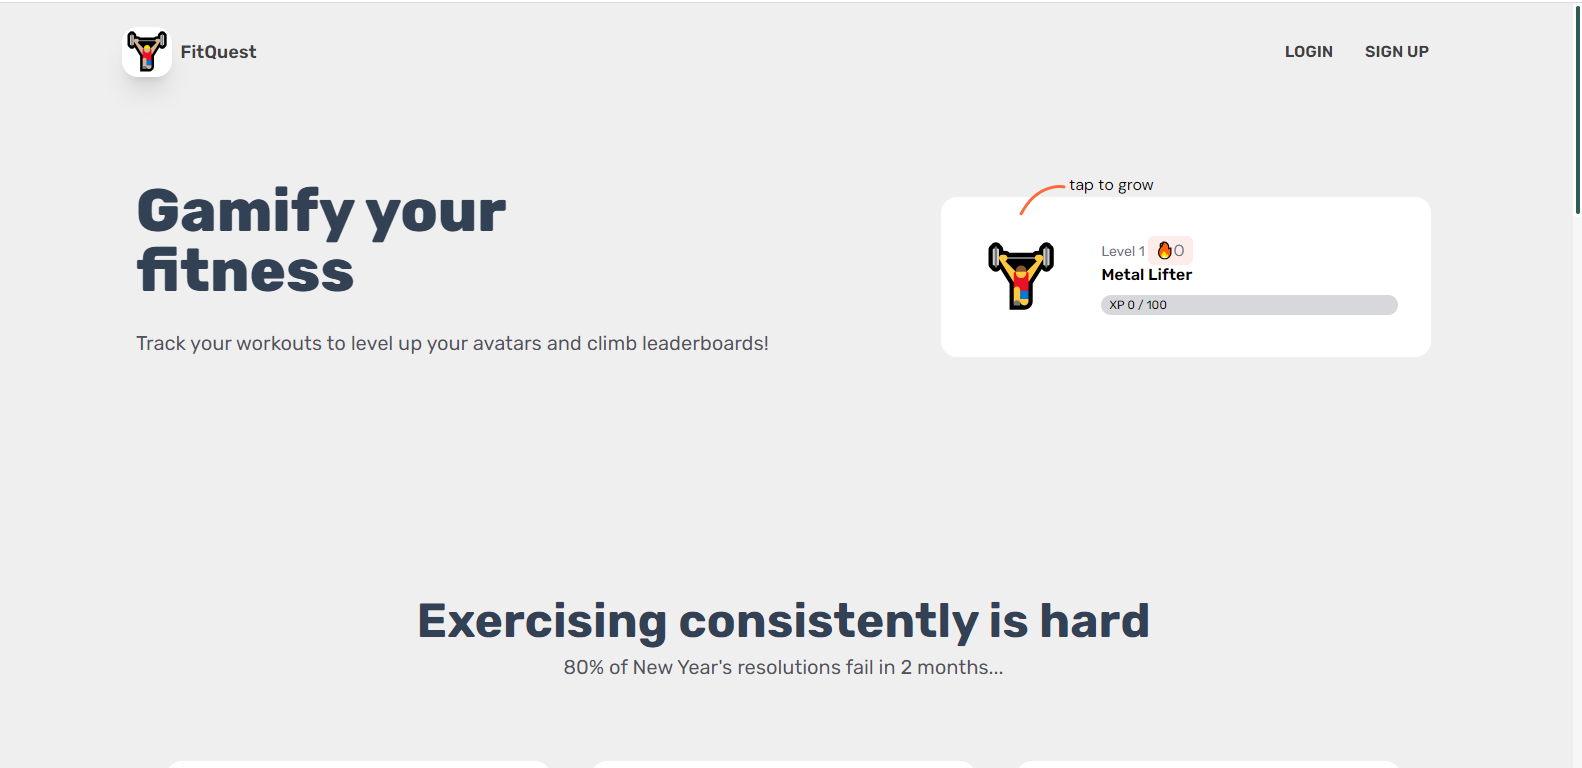 FitQuest
LOGIN
SIGN UP
Gamify your
fitness
Track your workouts to level up your avatars and climb leaderboards!
tap to grow
Level 1 🔥0
Metal Lifter
XP 0 / 100
Exercising consistently is hard
80% of New Year's resolutions fail in 2 months...